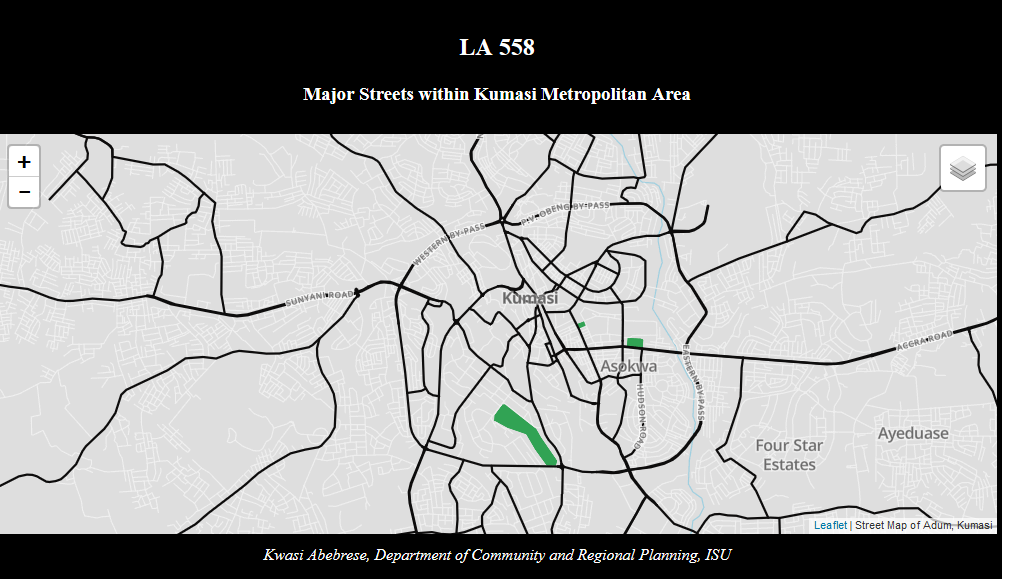 LA 558
Major Streets within Kumasi Metropolitan Area
+
−
P.V. OBENG BY-PASS
WESTERN BY-PASS
SUNYANI ROAD
Kumasi
ACCRA ROAD
Asokwa
EASTERN BY-PASS
HUDSON ROAD
Ayeduase
Four Star
Estates
Leaflet | Street Map of Adum, Kumasi
Kwasi Abebrese, Department of Community and Regional Planning, ISU